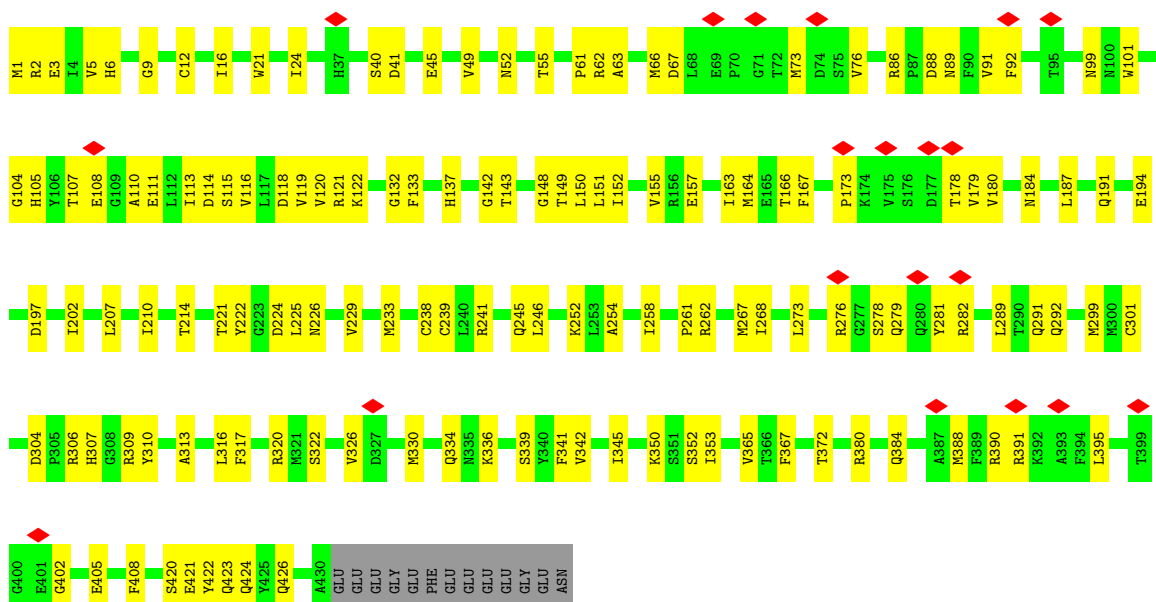 M1 R2 E3 I4 V5 H6 G9 C12 I16 W21 I24 H37 S40 D41 E45 V49 N52 T55 P61 R62 A63 M66 D67 L68 E69 P70 G71 T72 M73 D74 S75 V76 R86 P87 D88 N89 F90 V91 F92 T95 N99 N100 W101
G104 H105 Y106 T107 E108 G109 A110 E111 L112 I113 D114 S115 V116 L117 D118 V119 V120 R121 K122 G132 F133 H137 G142 T143 G148 T149 L150 L151 I152 V155 R156 E157 I163 M164 E165 T166 F167 P173 K174 V175 S176 D177 T178 V179 V180 N184 L187 Q191 E194
D197 I202 L207 I210 T214 T221 Y222 G223 D224 L225 N226 V229 M233 C238 C239 L240 R241 Q245 L246 K252 L253 A254 I258 P261 R262 M267 I268 L273 R276 G277 S278 Q279 Q280 Y281 R282 L289 T290 Q291 Q292 M299 M300 C301
D304 P305 R306 H307 G308 R309 Y310 A313 L316 F317 R320 M321 S322 V326 D327 M330 Q334 N335 K336 S339 Y340 F341 V342 I345 K350 S351 S352 I353 V365 T366 F367 T372 R380 Q384 A387 M388 F389 R390 R391 K392 A393 F394 L395 T399
G400 E401 G402 E405 F408 S420 E421 Y422 Q423 Q424 Y425 Q426 A430 GLU GLU GLU GLY GLU PHE GLU GLU GLU GLU GLY GLU ASN